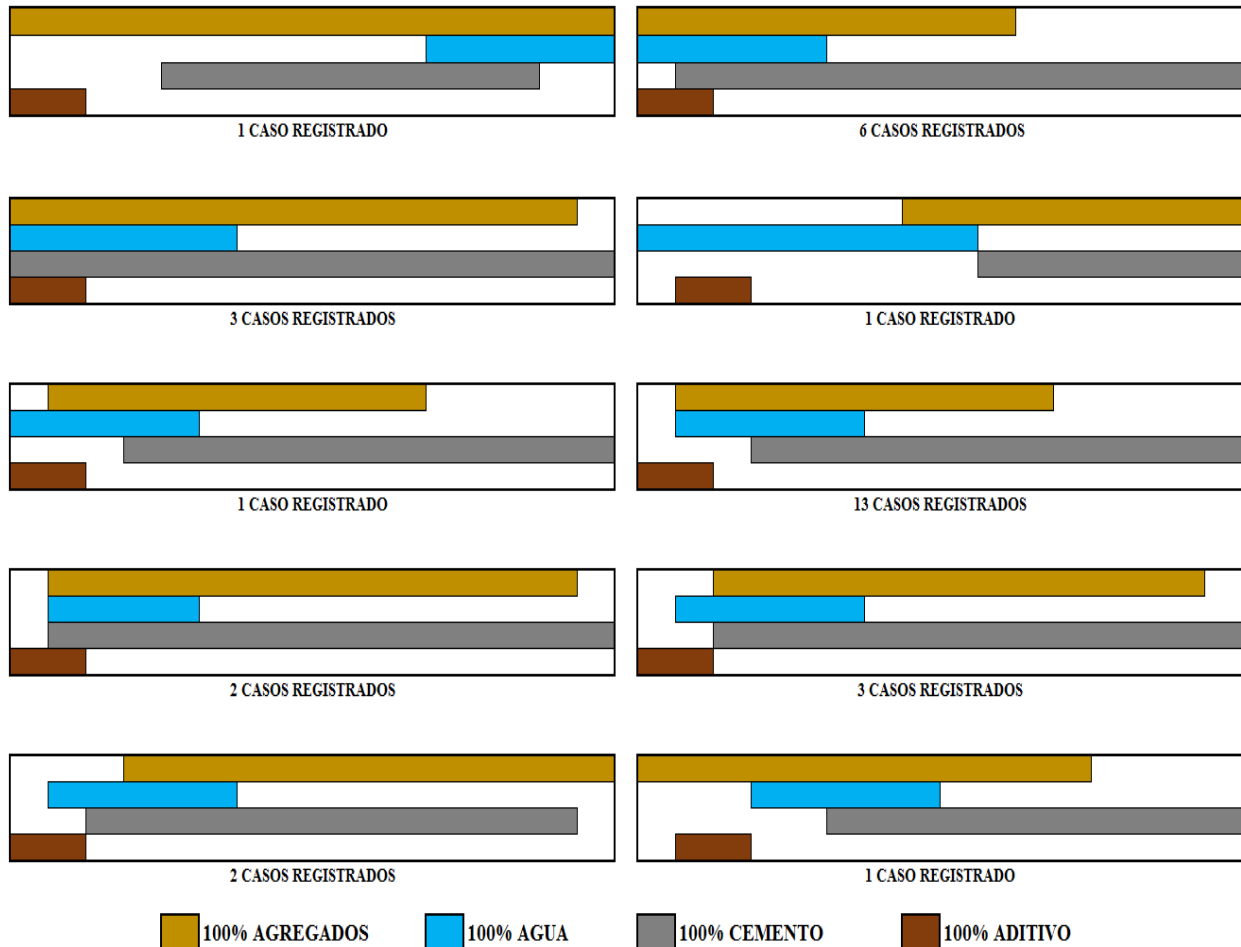 1 CASO REGISTRADO
6 CASOS REGISTRADOS
3 CASOS REGISTRADOS
1 CASO REGISTRADO
1 CASO REGISTRADO
13 CASOS REGISTRADOS
2 CASOS REGISTRADOS
3 CASOS REGISTRADOS
2 CASOS REGISTRADOS
1 CASO REGISTRADO
100% AGREGADOS
100% AGUA
100% CEMENTO
100% ADITIVO